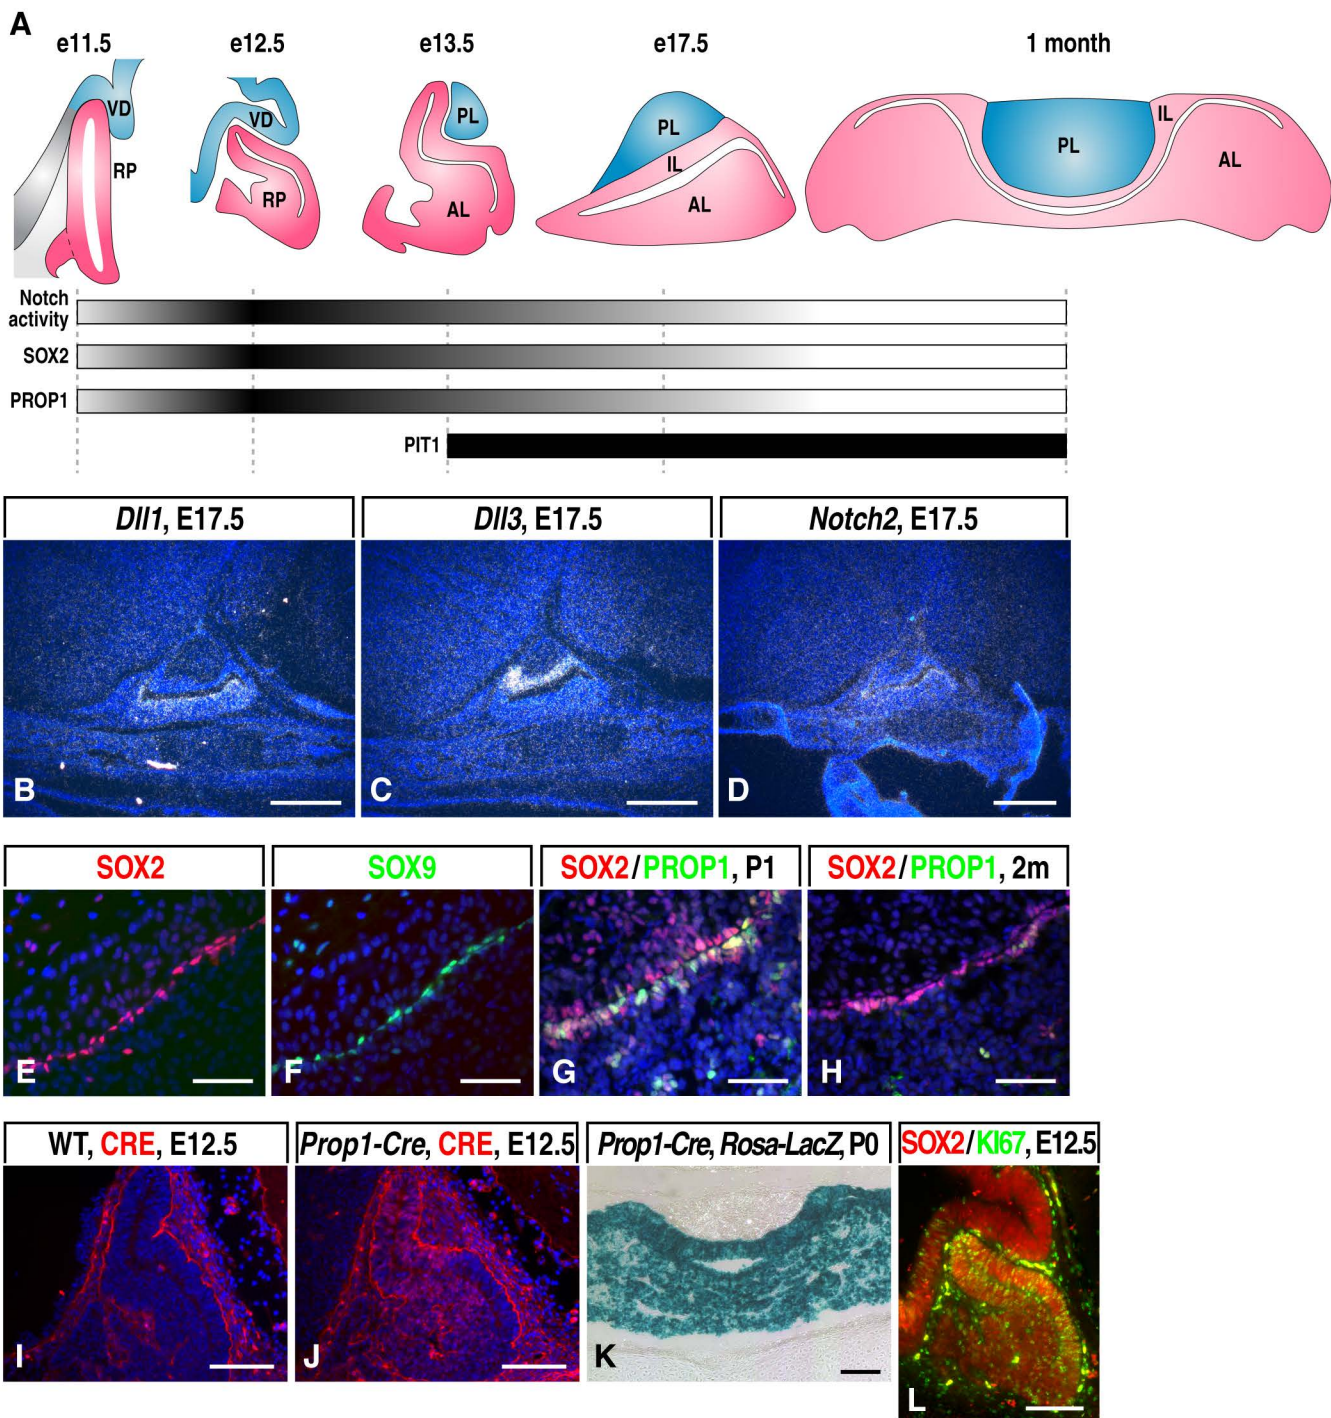 A
e11.5 e12.5 e13.5 e17.5 1 month
VD RP
VD RP
PL AL
PL IL AL
IL PL AL
Notch
activity
SOX2
PROP1
PIT1
Dll1, E17.5
Dll3, E17.5
Notch2, E17.5
B
C
D
SOX2
SOX9
SOX2/PROP1, P1
SOX2/PROP1, 2m
E
F
G
H
WT, CRE, E12.5
Prop1-Cre, CRE, E12.5
Prop1-Cre, Rosa-LacZ, P0
SOX2/KI67, E12.5
I
J
K
L